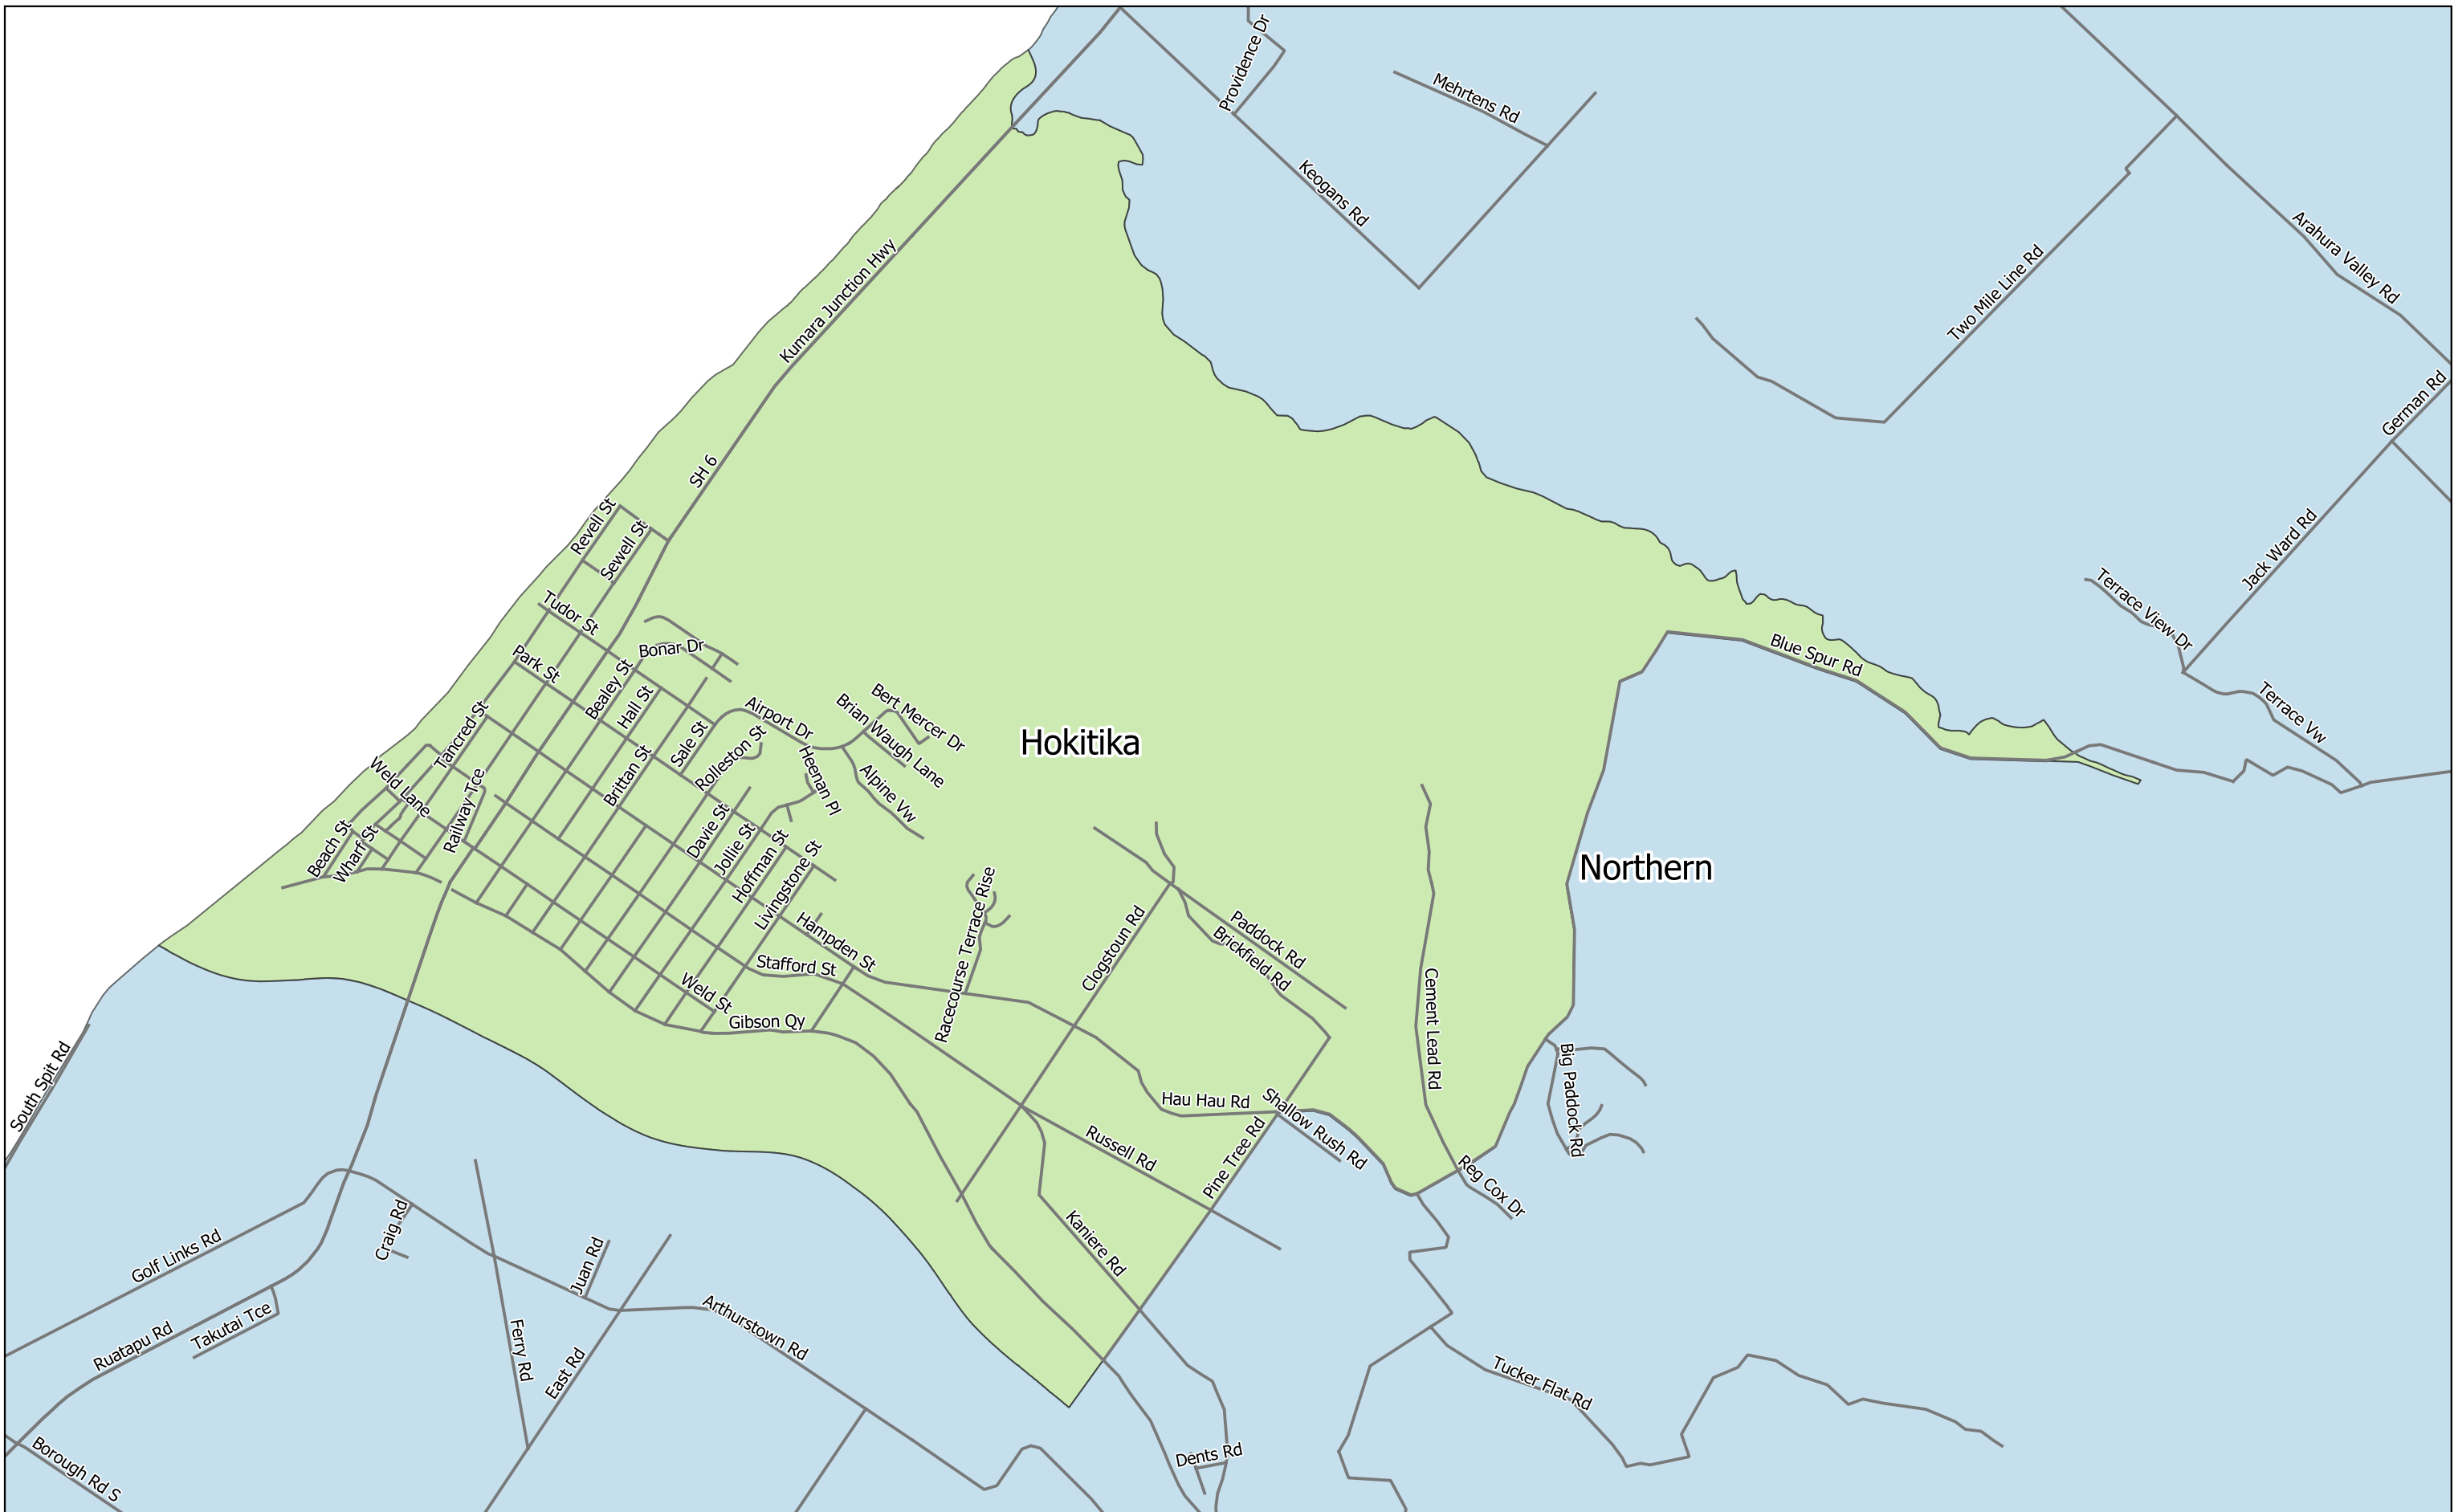 Providence Dr
Mehrtens Rd
Keogans Rd
Arahura Valley Rd
Two Mile Line Rd
Kumara Junction Hwy
German Rd
SH 6
Revell St
Sewell St
Jack Ward Rd
Terrace View Dr
Tudor St
Bonar Dr
Blue Spur Rd
Park St
Bealey St
Hall St
Terrace Vw
Tancred St
Airport Dr
Bert Mercer Dr
Brian Waugh Lane
Sale St
Rolleston St
Hokitika
Weld Lane
Railway Tce
Brittan St
Heenan Pl
Alpine Vw
Beach St
Wharf St
Davie St
Jollie St
Hoffman St
Livingstone St
Northern
Racecourse Terrace Rise
Hampden St
Stafford St
Clogstoun Rd
Paddock Rd
Brickfield Rd
Weld St
Gibson Qy
Cement Lead Rd
South Spit Rd
Big Paddock Rd
Hau Hau Rd
Shallow Rush Rd
Russell Rd
Pine Tree Rd
Reg Cox Dr
Craig Rd
Golf Links Rd
Juan Rd
Kaniere Rd
Takutai Tce
Ruatapu Rd
Ferry Rd
East Rd
Arthurstown Rd
Tucker Flat Rd
Dents Rd
Borough Rd S